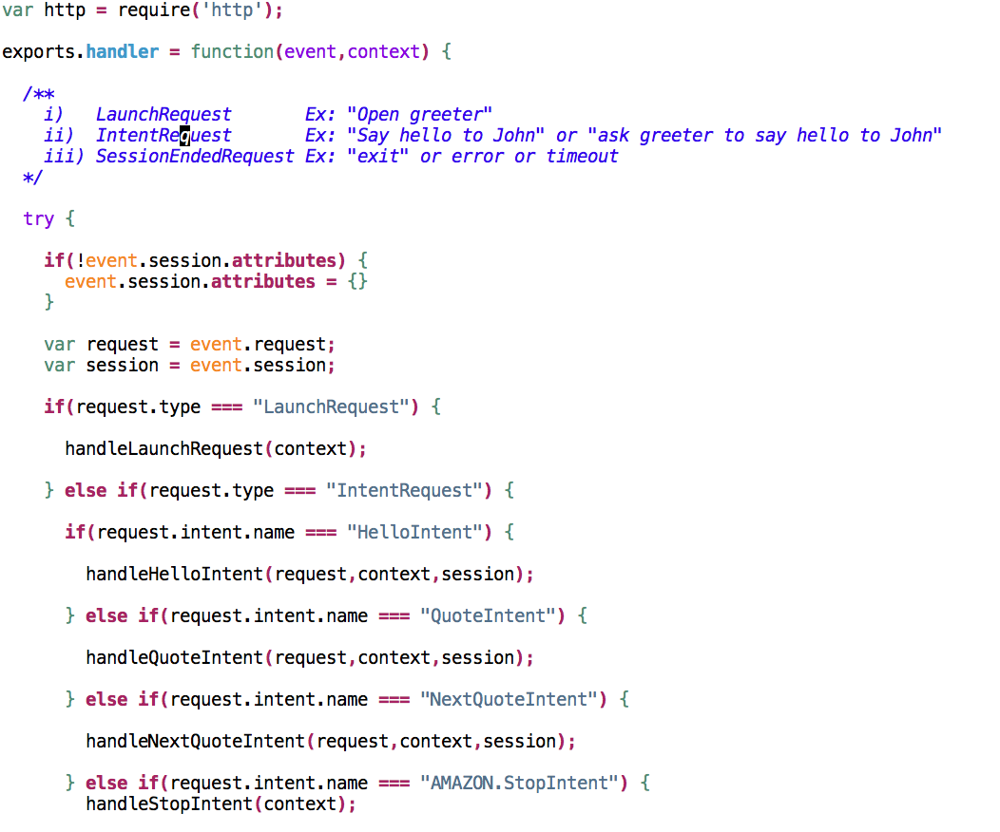 var http = require('http');
exports.handler = function(event,context) {
/**
i) LaunchRequest Ex: "Open greeter"
ii) IntentRequest Ex: "Say hello to John" or "ask greeter to say hello to John"
iii) SessionEndedRequest Ex: "exit" or error or timeout
*/
try {
if(!event.session.attributes) {
event.session.attributes = {}
}
var request = event.request;
var session = event.session;
if(request.type === "LaunchRequest") {
handleLaunchRequest(context);
} else if(request.type === "IntentRequest") {
if(request.intent.name === "HelloIntent") {
handleHelloIntent(request,context,session);
} else if(request.intent.name === "QuoteIntent") {
handleQuoteIntent(request,context,session);
} else if(request.intent.name === "NextQuoteIntent") {
handleNextQuoteIntent(request,context,session);
} else if(request.intent.name === "AMAZON.StopIntent") {
handleStopIntent(context);